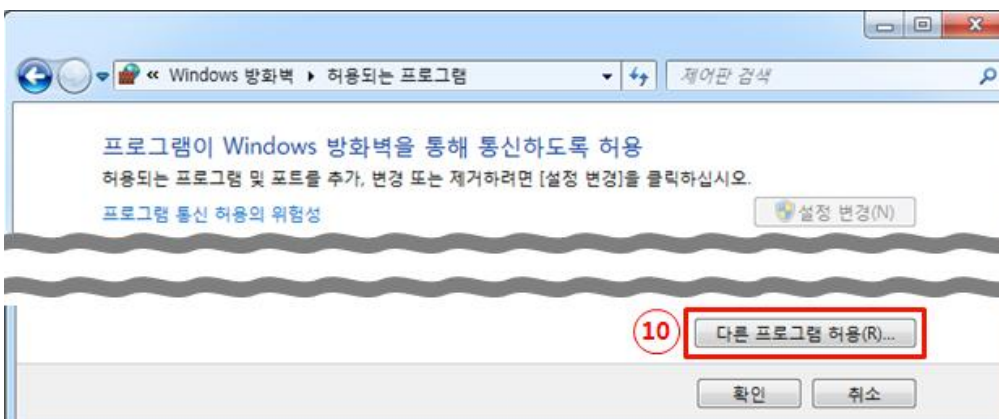 « Windows 방화벽 ▸ 허용되는 프로그램
제어판 검색
프로그램이 Windows 방화벽을 통해 통신하도록 허용
허용되는 프로그램 및 포트를 추가, 변경 또는 제거하려면 [설정 변경]을 클릭하십시오.
프로그램 통신 허용의 위험성
설정 변경(N)
10
다른 프로그램 허용(R)...
확인
취소